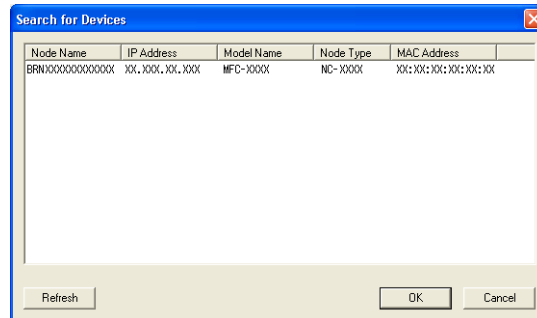 Search for Devices
Node Name IP Address Model Name Node Type MAC Address
BRNXXXXXXXXXXXX XX.XXX.XX.XXX MFC-XXXX NC-XXXX XX:XX:XX:XX:XX:XX
Refresh OK Cancel